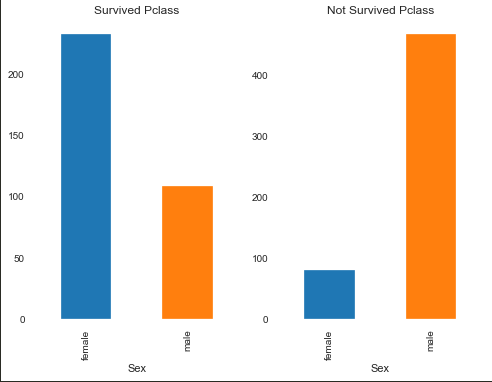 Survived Pclass
200
150
100
50
0
female
male
Sex
Not Survived Pclass
400
300
200
100
0
female
male
Sex